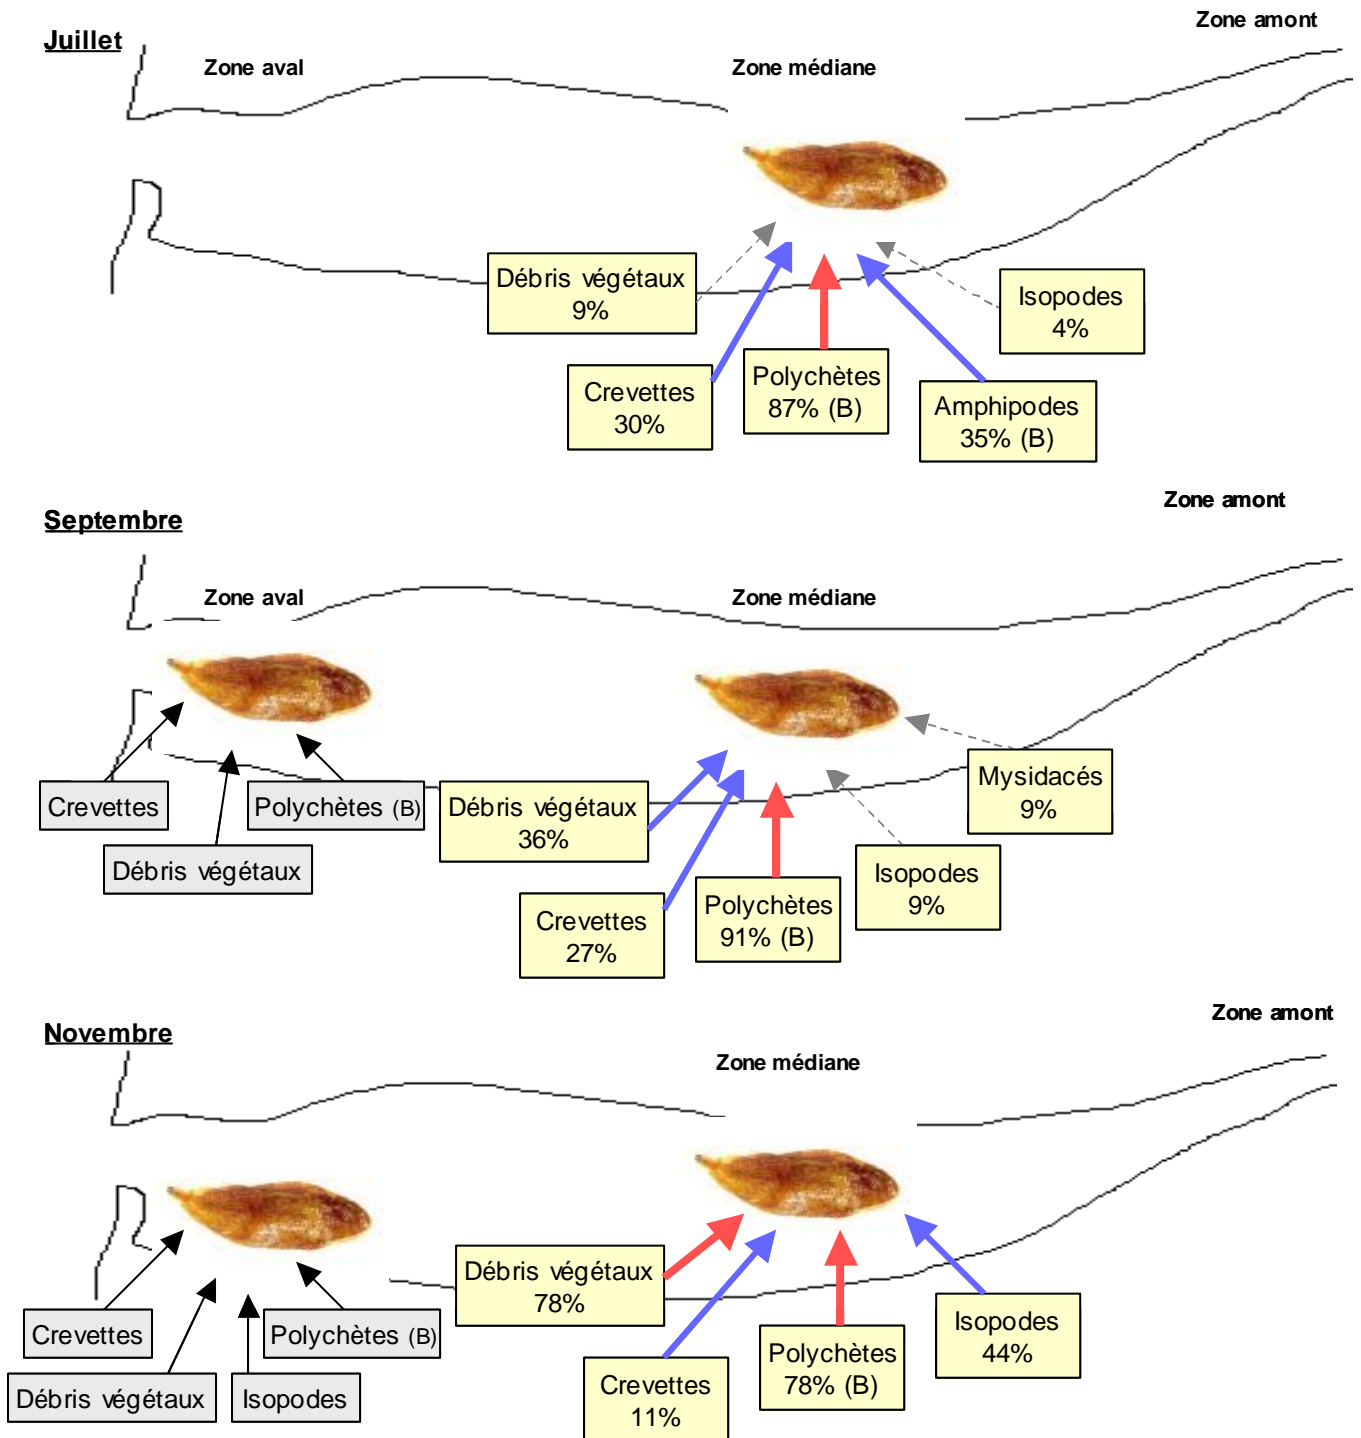 Juillet
Zone aval
Zone médiane
Zone amont
Débris végétaux
9%
Crevettes
30%
Polychètes
87% (B)
Amphipodes
35% (B)
Isopodes
4%
Septembre
Zone aval
Zone médiane
Zone amont
Crevettes
Débris végétaux
Polychètes (B)
Débris végétaux
36%
Crevettes
27%
Polychètes
91% (B)
Isopodes
9%
Mysidacés
9%
Novembre
Zone médiane
Zone amont
Crevettes
Débris végétaux
Isopodes
Polychètes (B)
Débris végétaux
78%
Crevettes
11%
Polychètes
78% (B)
Isopodes
44%